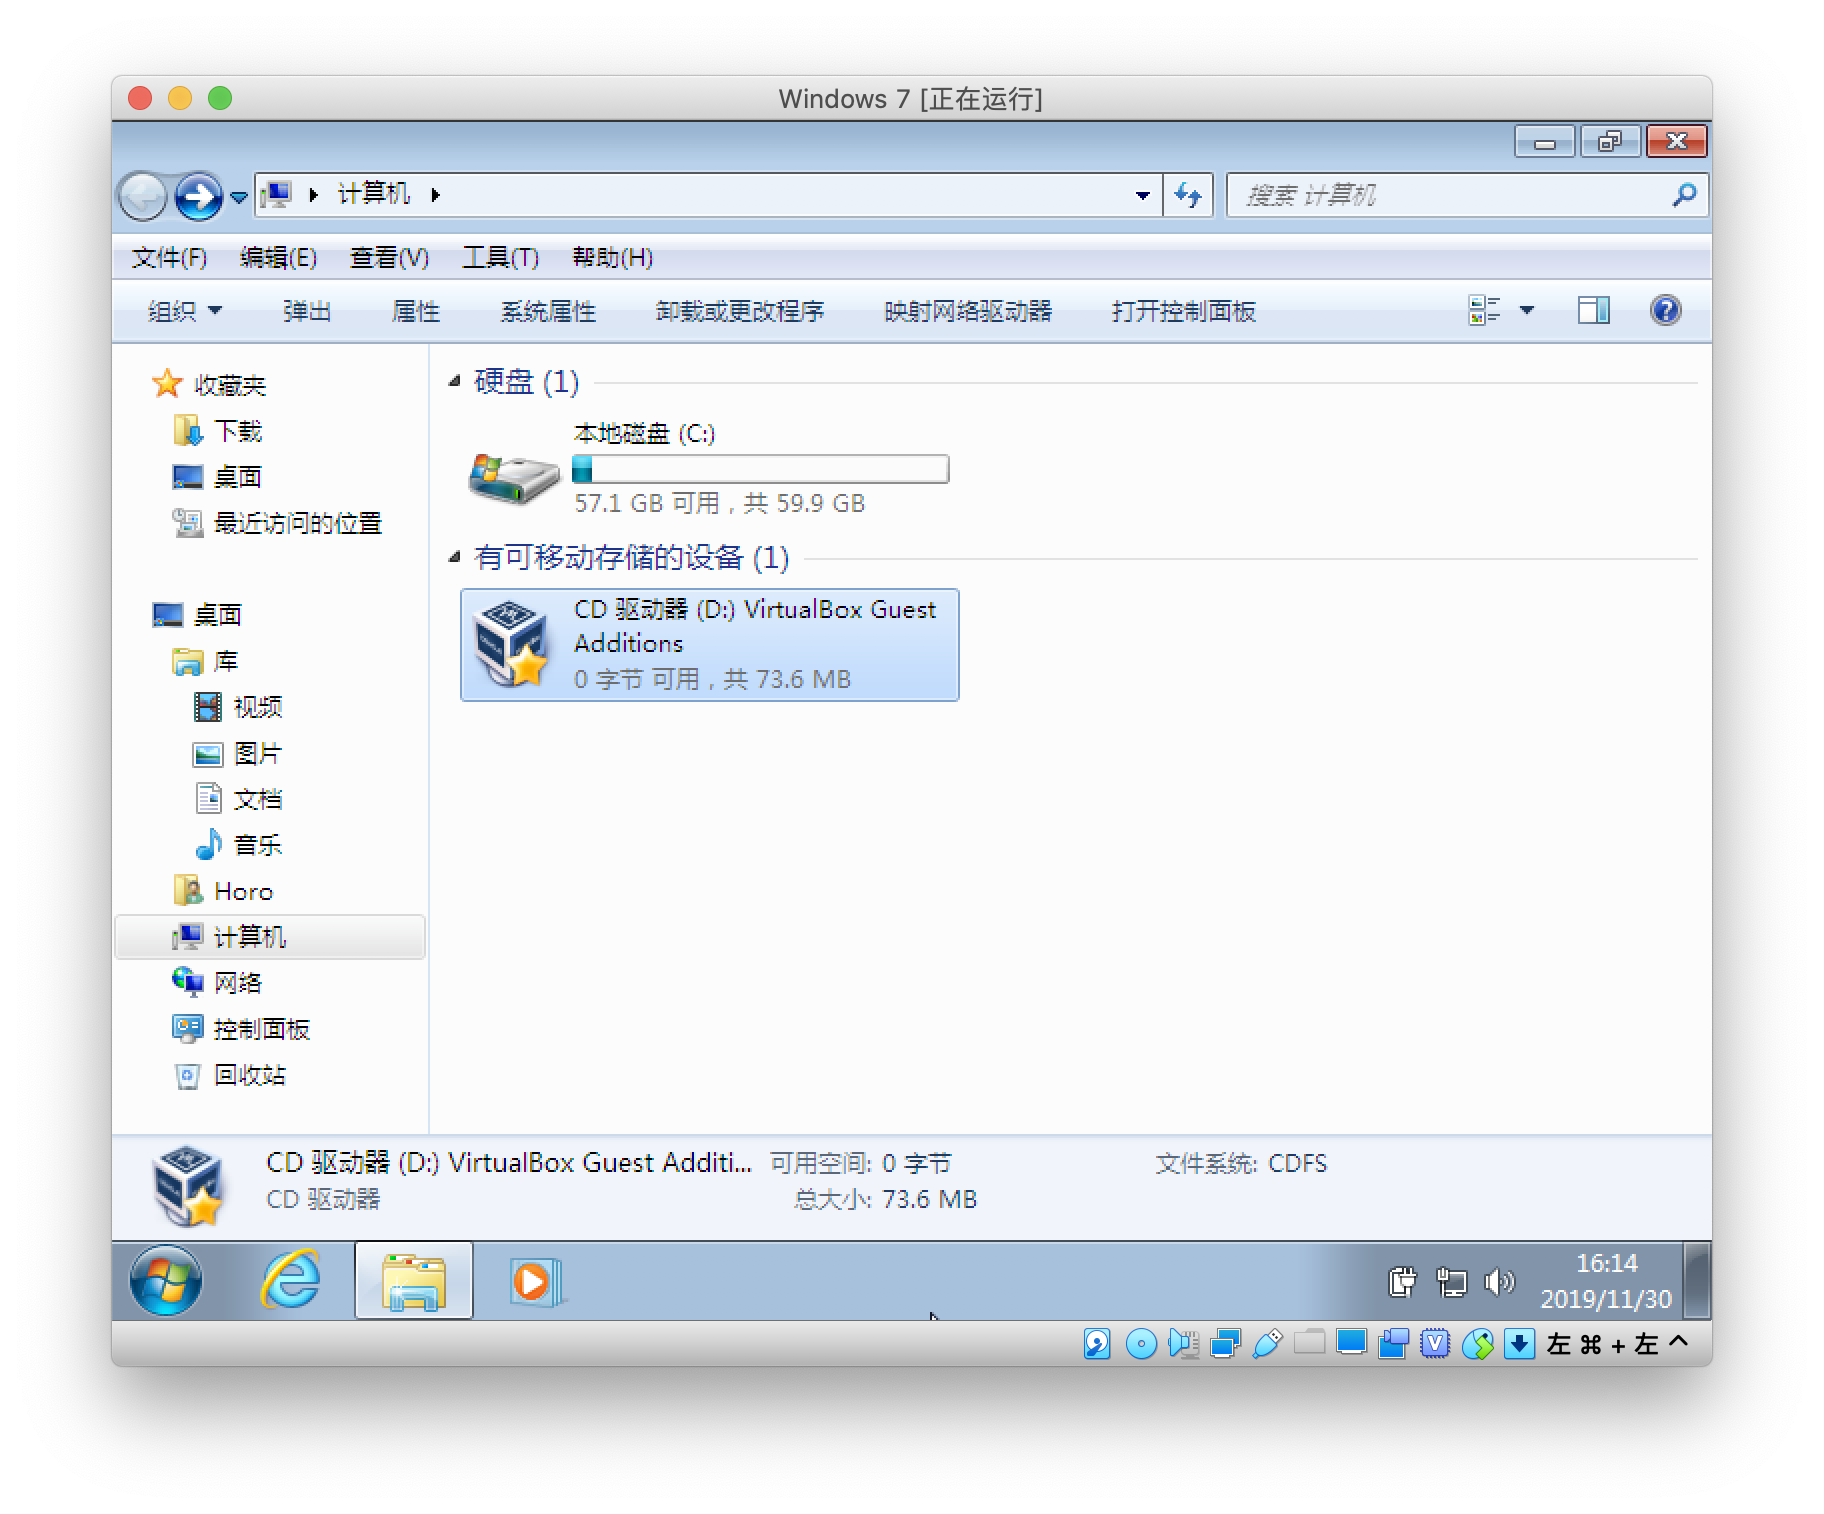 Windows 7 [正在运行]
计算机
搜索 计算机
文件(F) 编辑(E) 查看(V) 工具(T) 帮助(H)
组织 弹出 属性 系统属性 卸载或更改程序 映射网络驱动器 打开控制面板
收藏夹
下载
桌面
最近访问的位置
桌面
库
视频
图片
文档
音乐
Horo
计算机
网络
控制面板
回收站
硬盘 (1)
本地磁盘 (C:)
57.1 GB 可用，共 59.9 GB
有可移动存储的设备 (1)
CD 驱动器 (D:) VirtualBox Guest
Additions
0 字节 可用，共 73.6 MB
CD 驱动器 (D:) VirtualBox Guest Additi... 可用空间: 0 字节 文件系统: CDFS
CD 驱动器 总大小: 73.6 MB
16:14
2019/11/30
左 ⌘ + 左 ^